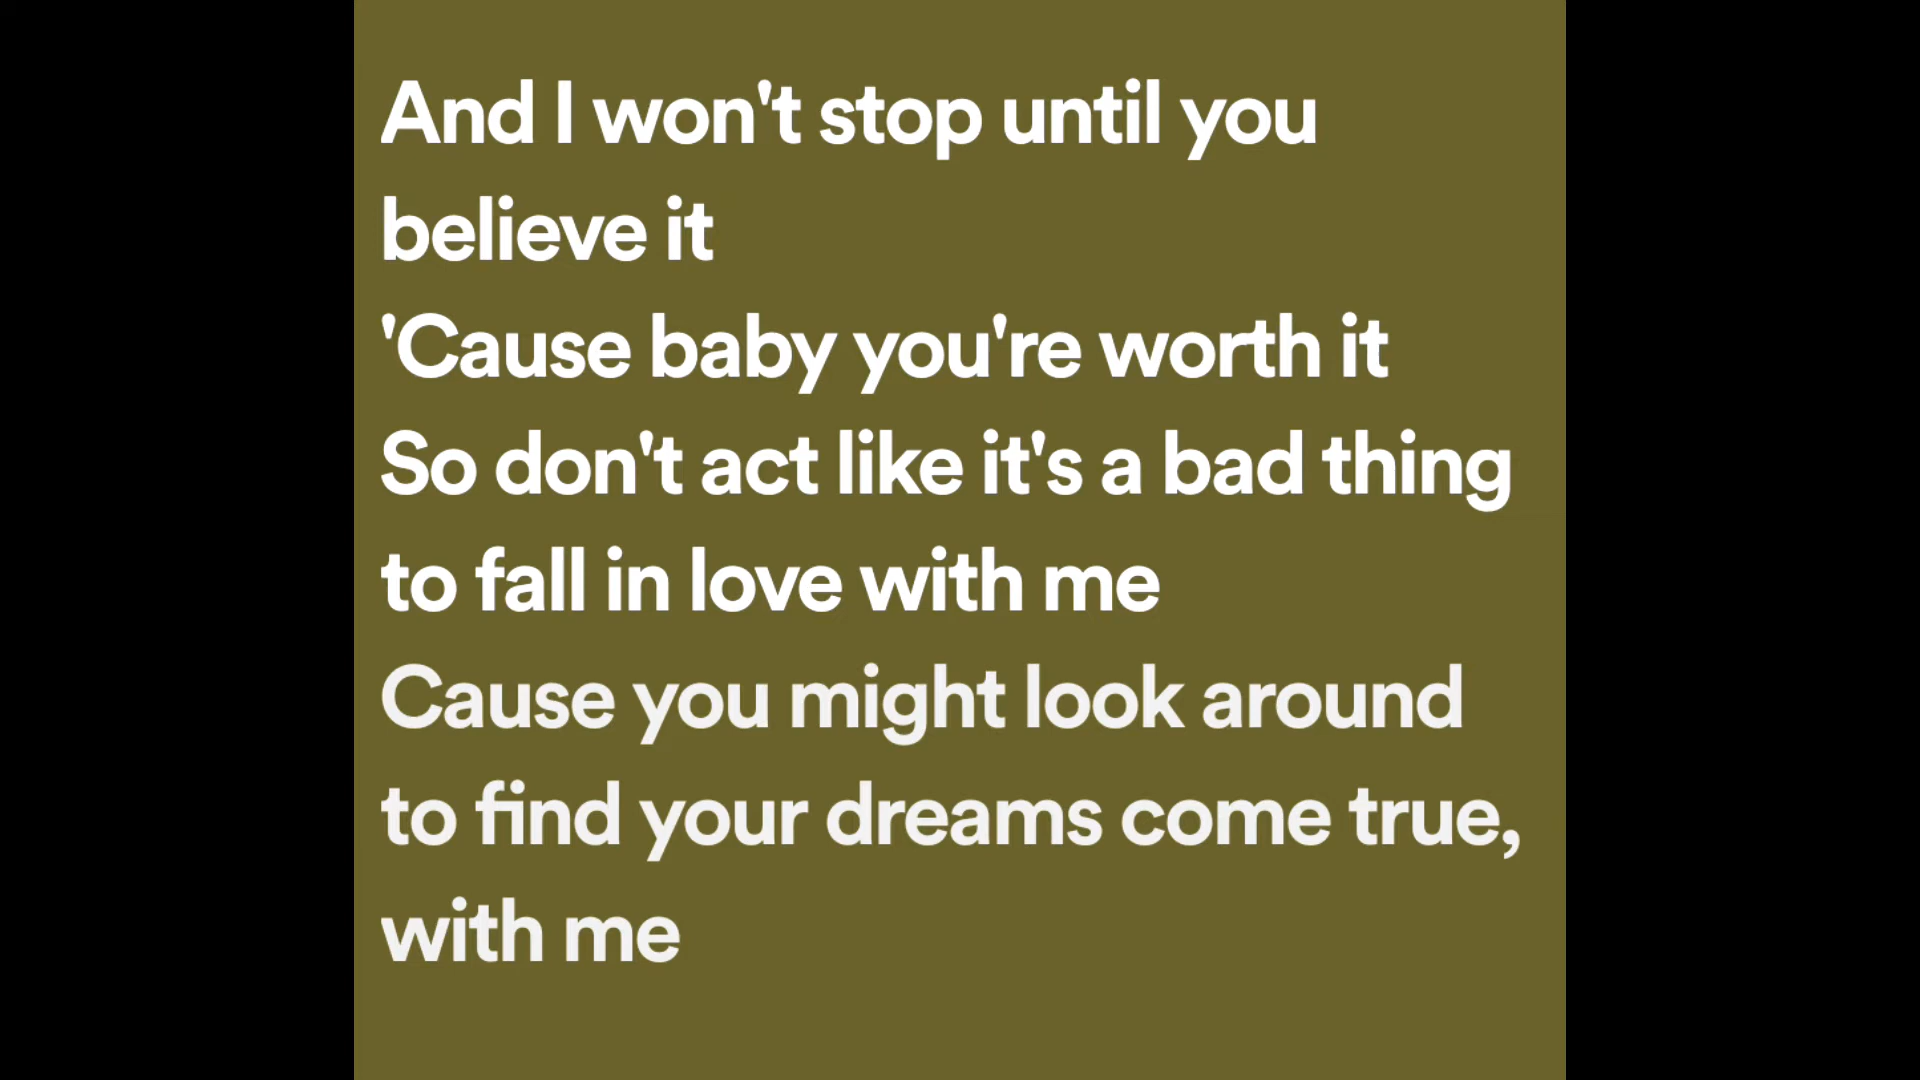 And I won't stop until you
believe it
'Cause baby you're worth it
So don't act like it's a bad thing
to fall in love with me
Cause you might look around
to find your dreams come true,
with me